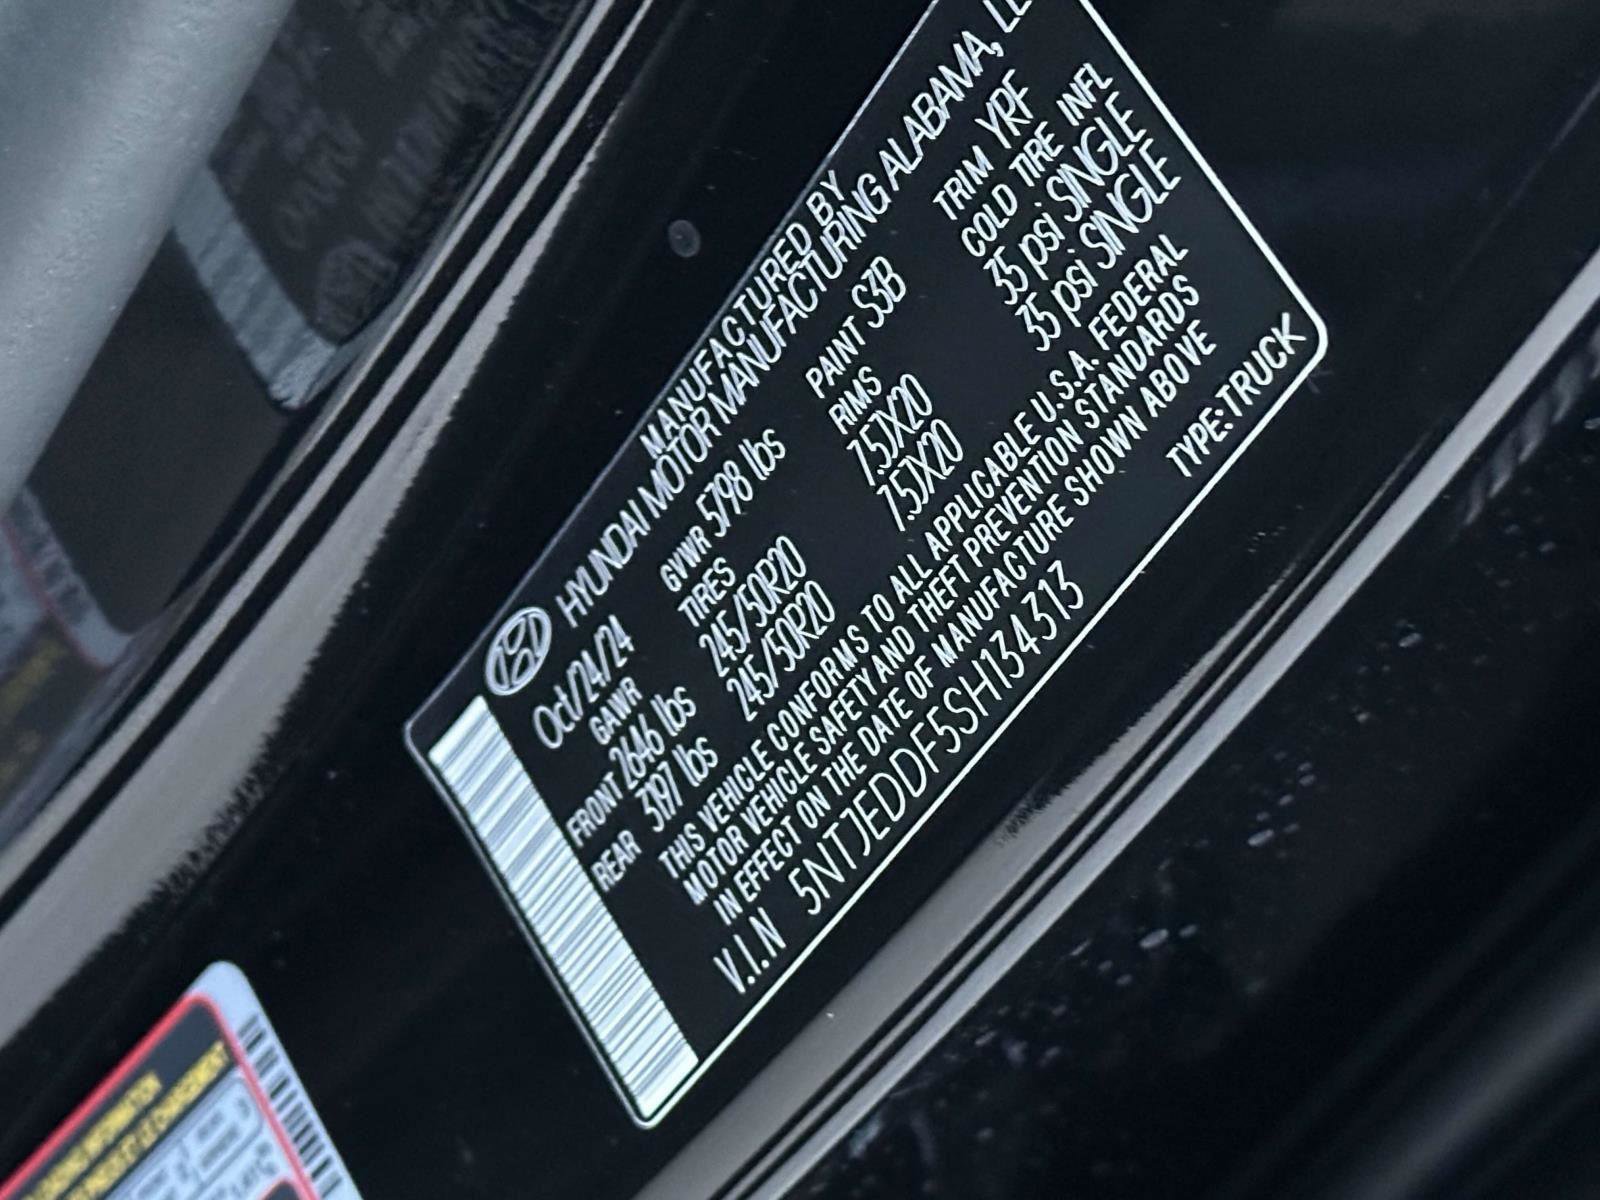 MANUFACTURED BY
HYUNDAI MOTOR MANUFACTURING ALABAMA,
Oct/24/24 GVWR 5798 lbs PAINT S3B TRIM YRF
GAWR TIRES RIMS COLD TIRE INFL
FRONT 2646 lbs 245/50R20 7.5JX20 35 psi SINGLE
REAR 3197 lbs 245/50R20 7.5JX20 35 psi SINGLE
THIS VEHICLE CONFORMS TO ALL APPLICABLE U.S.A. FEDERAL
MOTOR VEHICLE SAFETY AND THEFT PREVENTION STANDARDS
IN EFFECT ON THE DATE OF MANUFACTURE SHOWN ABOVE
V.I.N 5NTJEDDF5SH134313 TYPE:TRUCK
LOADING INFORMATION